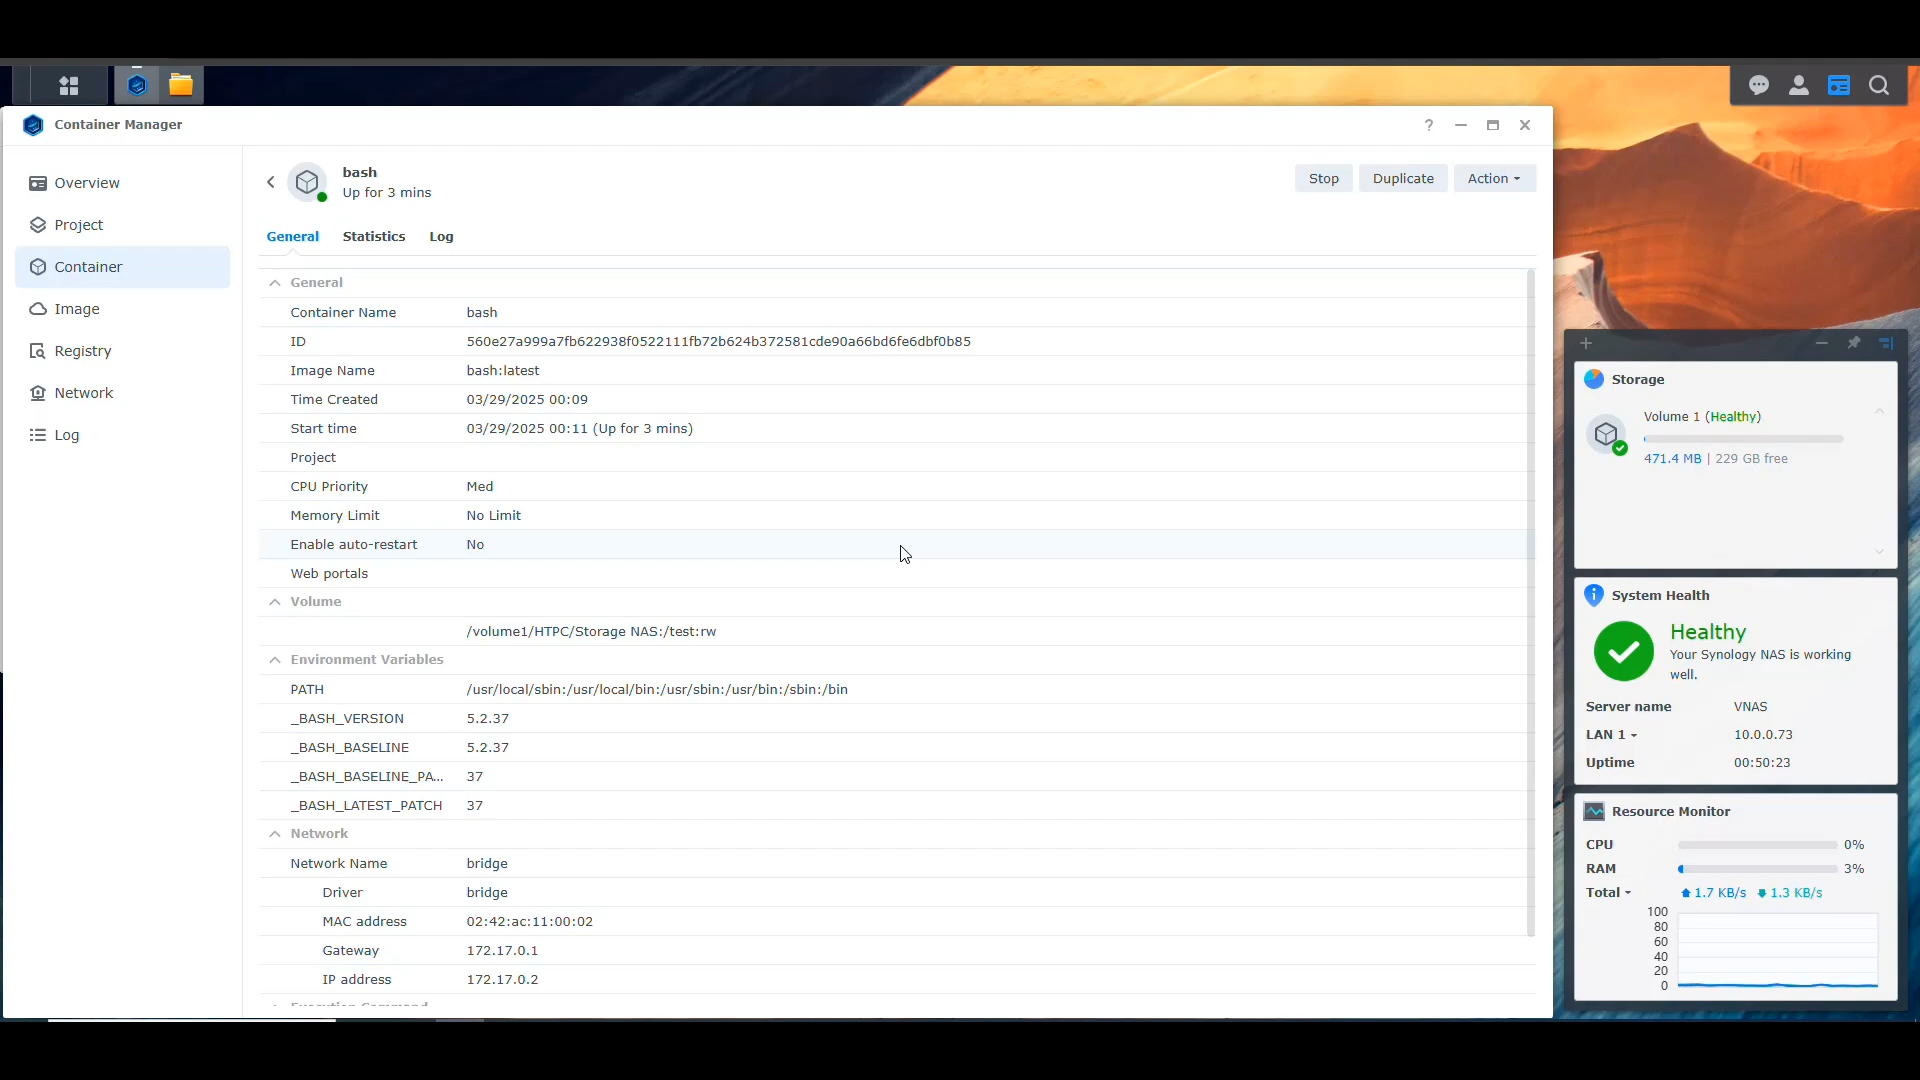 Container Manager
?
Overview
Project
Container
Image
Registry
Network
Log
bash
Up for 3 mins
Stop
Duplicate
Action
General
Statistics
Log
General
Container Name bash
ID 560e27a999a7fb622938f0522111fb72b624b372581cde90a66bd6fe6dbf0b85
Image Name bash:latest
Time Created 03/29/2025 00:09
Start time 03/29/2025 00:11 (Up for 3 mins)
Project
CPU Priority Med
Memory Limit No Limit
Enable auto-restart No
Web portals
Volume
/volume1/HTPC/Storage NAS:/test:rw
Environment Variables
PATH /usr/local/sbin:/usr/local/bin:/usr/sbin:/usr/bin:/sbin:/bin
_BASH_VERSION 5.2.37
_BASH_BASELINE 5.2.37
_BASH_BASELINE_PA... 37
_BASH_LATEST_PATCH 37
Network
Network Name bridge
Driver bridge
MAC address 02:42:ac:11:00:02
Gateway 172.17.0.1
IP address 172.17.0.2
Storage
Volume 1 (Healthy)
471.4 MB | 229 GB free
System Health
Healthy
Your Synology NAS is working
well.
Server name VNAS
LAN 1 10.0.0.73
Uptime 00:50:23
Resource Monitor
CPU 0%
RAM 3%
Total 1.7 KB/s 1.3 KB/s
100
80
60
40
20
0